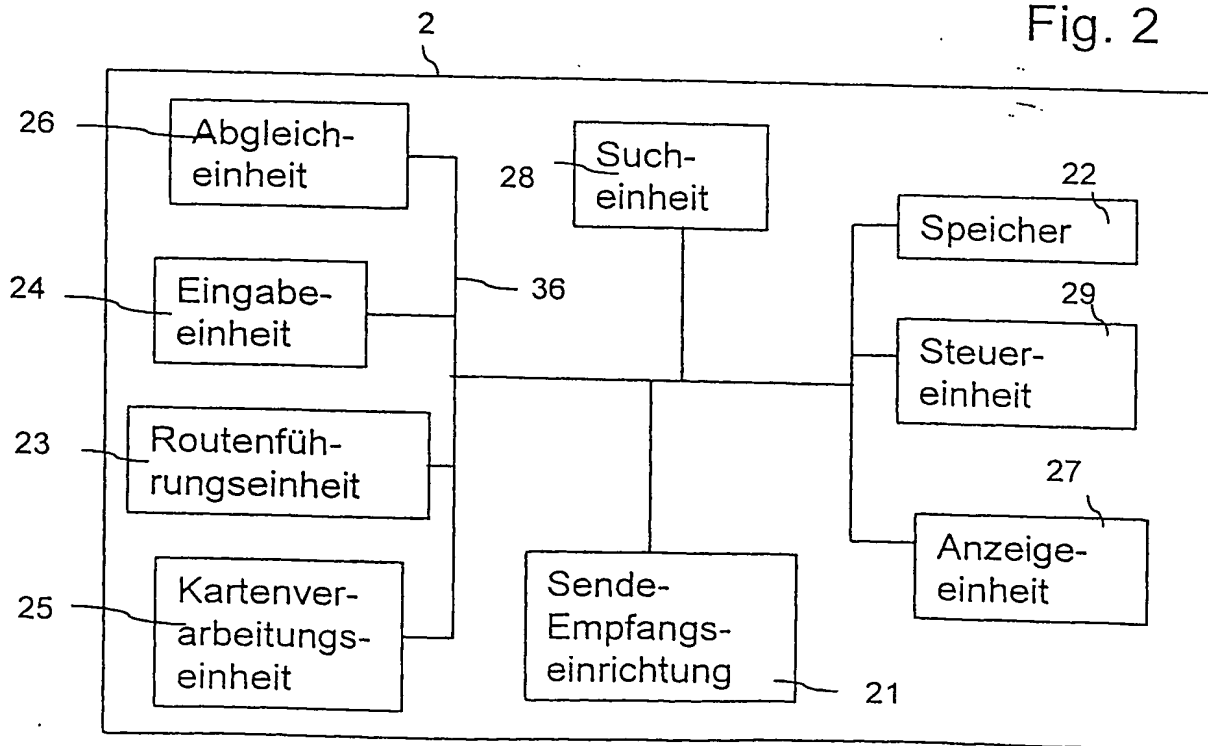 Fig. 2
2
26
Abgleich-
einheit
28
Such-
einheit
22
Speicher
24
Eingabe-
einheit
36
29
Steuer-
einheit
23
Routenfüh-
rungseinheit
27
Anzeige-
einheit
25
Kartenver-
arbeitungs-
einheit
Sende-
Empfangs-
einrichtung
21